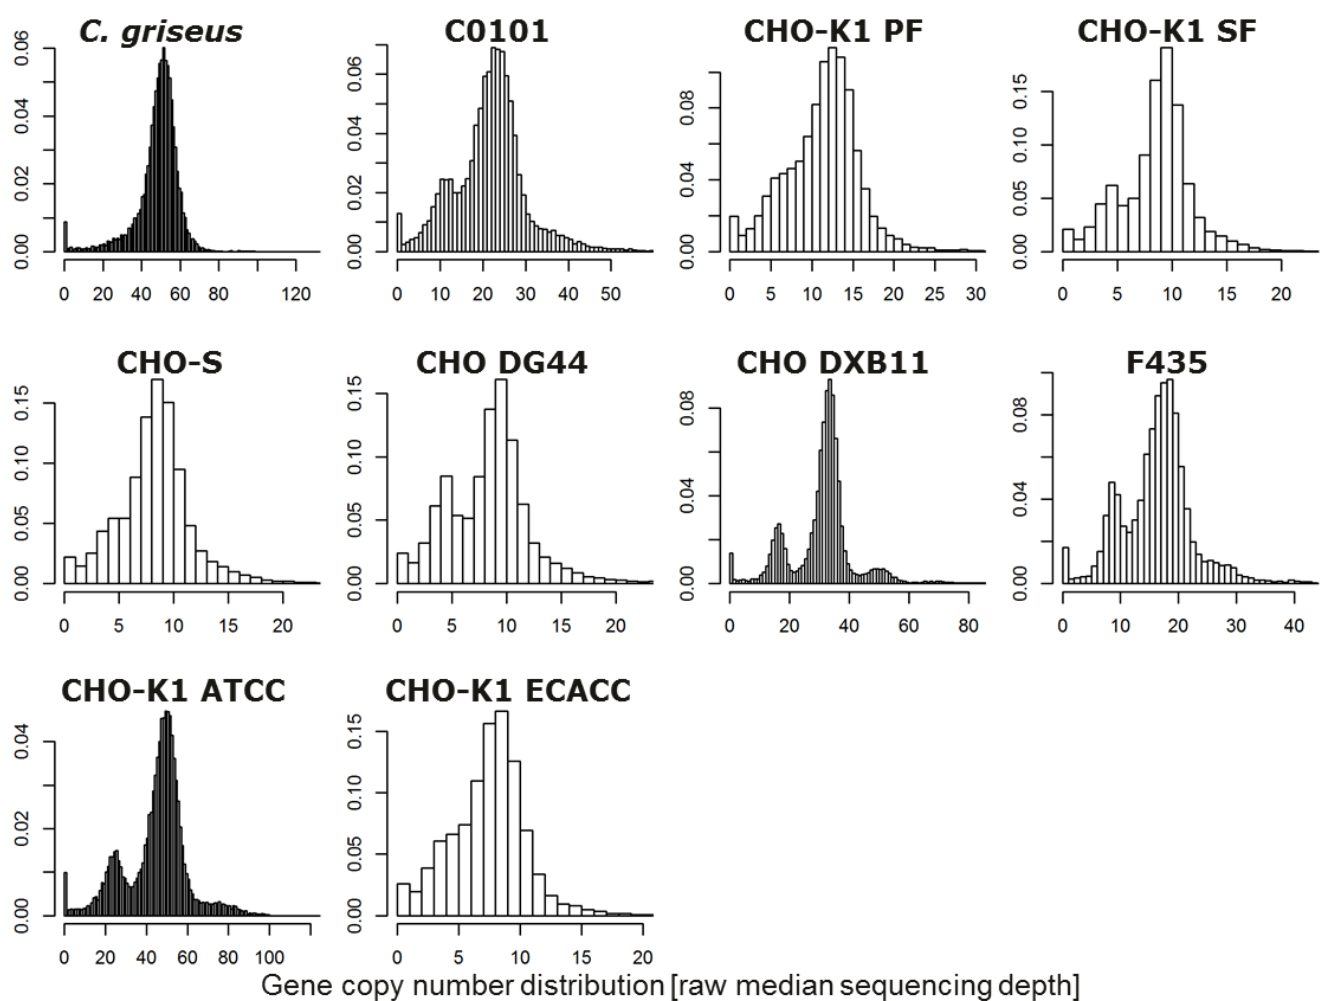 C. griseus C0101 CHO-K1 PF CHO-K1 SF
0.00 0.02 0.04 0.06
0 20 40 60 80 120
0.00 0.02 0.04 0.06
0 10 20 30 40 50
0.00 0.04 0.08
0 5 10 15 20 25 30
0.00 0.05 0.10 0.15
0 5 10 15 20
CHO-S CHO DG44 CHO DXB11 F435
0.00 0.05 0.10 0.15
0 5 10 15 20
0.00 0.05 0.10 0.15
0 5 10 15 20
0.00 0.04 0.08
0 20 40 60 80
0.00 0.04 0.08
0 10 20 30 40
CHO-K1 ATCC CHO-K1 ECACC
0.00 0.02 0.04
0 20 40 60 80 100
0.00 0.05 0.10 0.15
0 5 10 15 20
Gene copy number distribution [raw median sequencing depth]